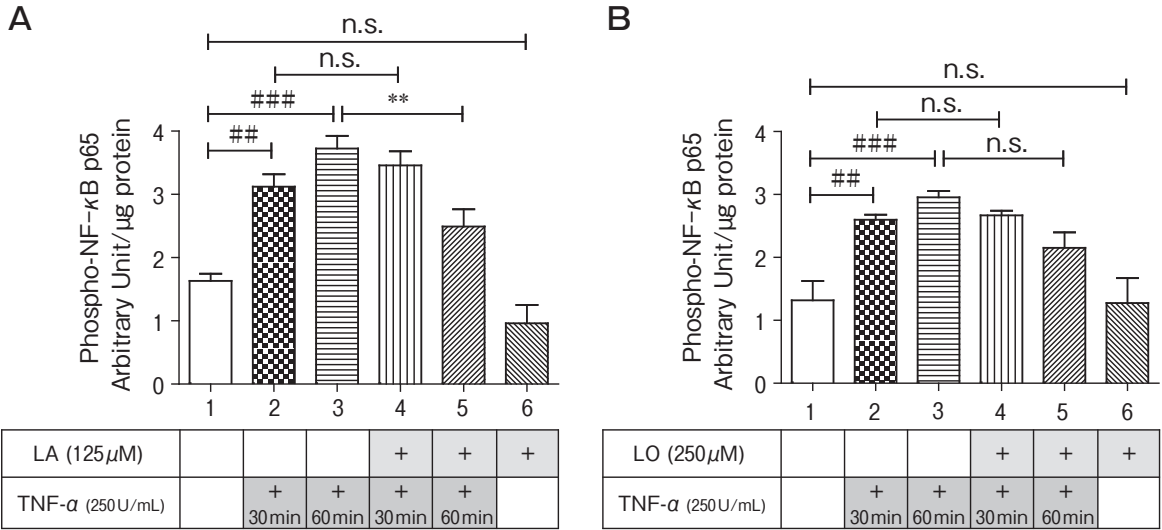 A
n.s.
n.s.
###
**
##
Phospho-NF-κB p65
Arbitrary Unit/μg protein
4
3
2
1
0
1 2 3 4 5 6
LA (125μM) + + +
TNF-α (250U/mL) + + + +
30min 60min 30min 60min
B
n.s.
n.s.
###
n.s.
##
Phospho-NF-κB p65
Arbitrary Unit/μg protein
4
3
2
1
0
1 2 3 4 5 6
LO (250μM) + + +
TNF-α (250U/mL) + + + +
30min 60min 30min 60min